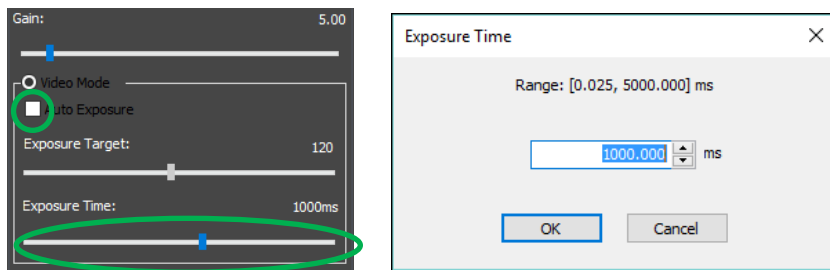 Gain: 5.00
Video Mode
Auto Exposure
Exposure Target: 120
Exposure Time: 1000ms
Exposure Time
Range: [0.025, 5000.000] ms
1000.000 ms
OK Cancel